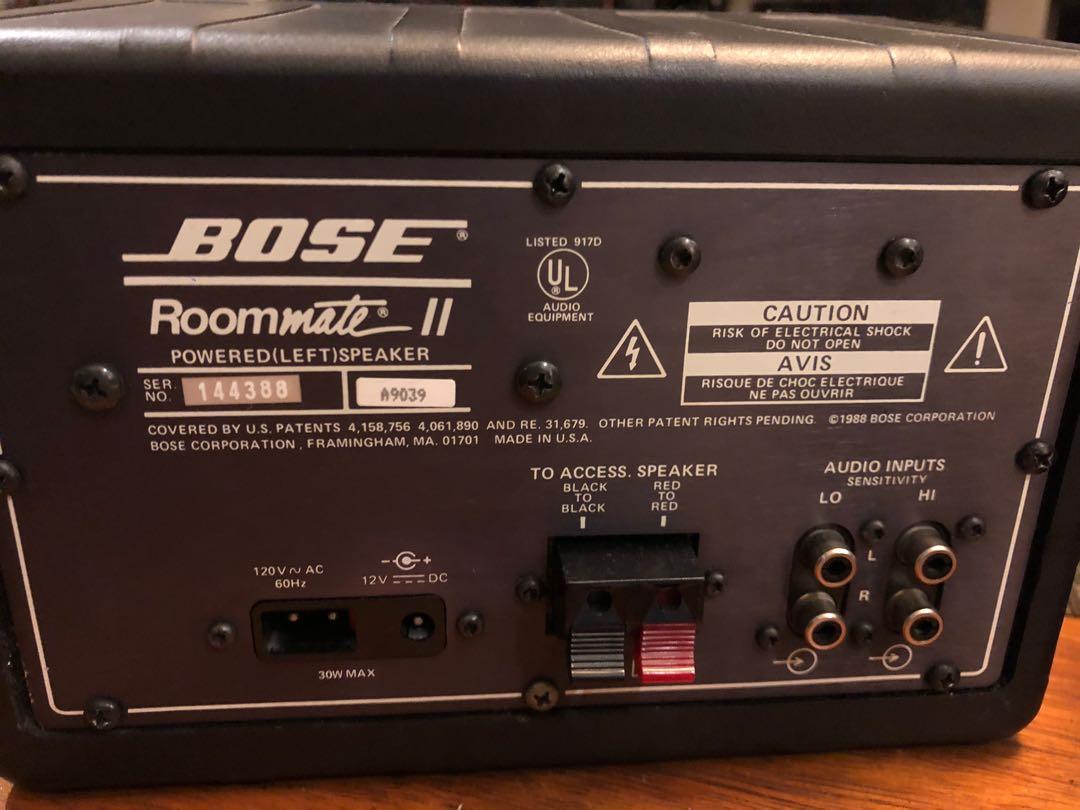 BOSE®
Roommate® II
POWERED(LEFT)SPEAKER
SER. NO. 144388 A9039
LISTED 917D
UL®
AUDIO
EQUIPMENT
CAUTION
RISK OF ELECTRICAL SHOCK
DO NOT OPEN
AVIS
RISQUE DE CHOC ELECTRIQUE
NE PAS OUVRIR
COVERED BY U.S. PATENTS 4,158,756 4,061,890 AND RE. 31,679. OTHER PATENT RIGHTS PENDING. ©1988 BOSE CORPORATION
BOSE CORPORATION, FRAMINGHAM, MA. 01701 MADE IN U.S.A.
TO ACCESS. SPEAKER
BLACK
TO
BLACK
RED
TO
RED
AUDIO INPUTS
SENSITIVITY
LO HI
L
R
120V ~ AC
60Hz
- +
12V ⎓ DC
30W MAX